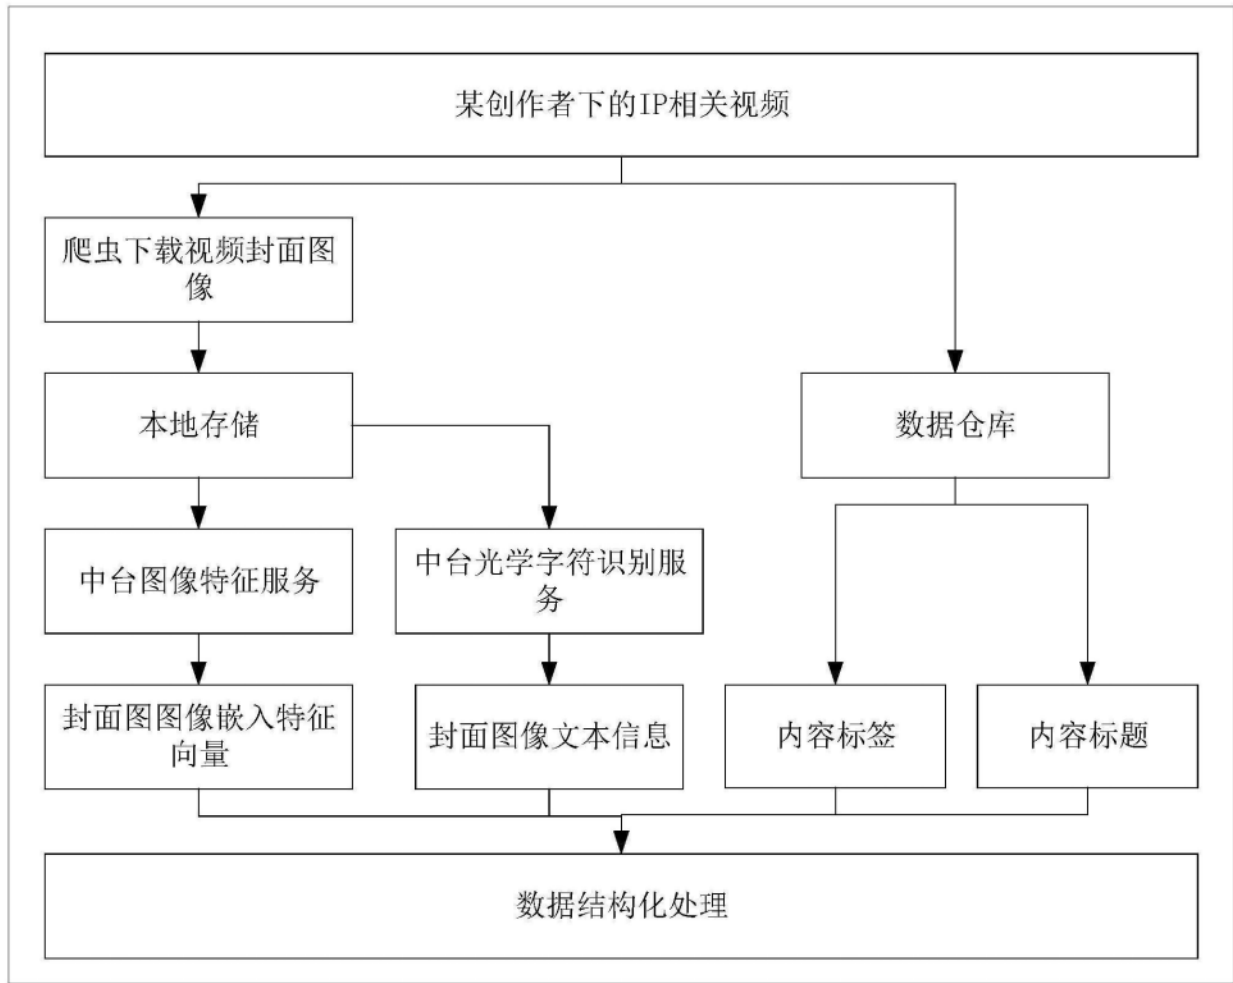 某创作者下的IP相关视频
爬虫下载视频封面图
像
本地存储
数据仓库
中台图像特征服务
中台光学字符识别服
务
封面图图像嵌入特征
向量
封面图像文本信息
内容标签
内容标题
数据结构化处理